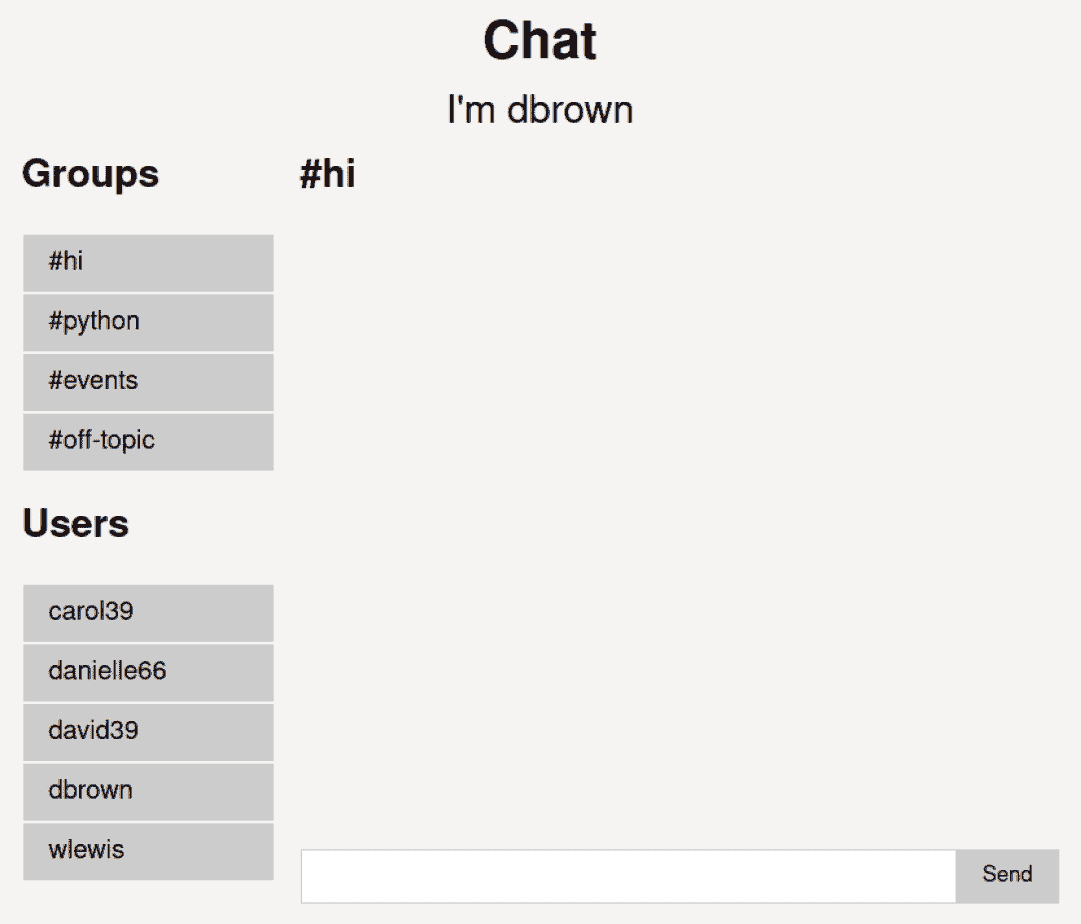 Chat
I'm dbrown
Groups
#hi
#python
#events
#off-topic
Users
carol39
danielle66
david39
dbrown
wlewis
#hi
Send